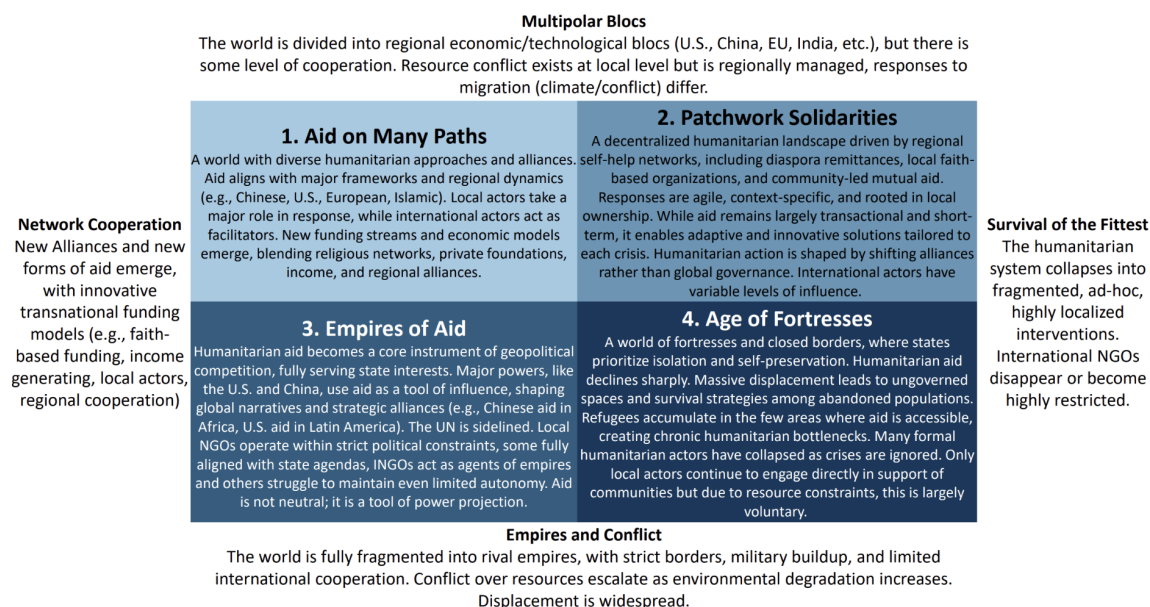 Multipolar Blocs
The world is divided into regional economic/technological blocs (U.S., China, EU, India, etc.), but there is
some level of cooperation. Resource conflict exists at local level but is regionally managed, responses to
migration (climate/conflict) differ.
Network Cooperation
New Alliances and new
forms of aid emerge,
with innovative
transnational funding
models (e.g., faith-
based funding, income
generating, local actors,
regional cooperation)
1. Aid on Many Paths
A world with diverse humanitarian approaches and alliances.
Aid aligns with major frameworks and regional dynamics
(e.g., Chinese, U.S., European, Islamic). Local actors take a
major role in response, while international actors act as
facilitators. New funding streams and economic models
emerge, blending religious networks, private foundations,
income, and regional alliances.
2. Patchwork Solidarities
A decentralized humanitarian landscape driven by regional
self-help networks, including diaspora remittances, local faith-
based organizations, and community-led mutual aid.
Responses are agile, context-specific, and rooted in local
ownership. While aid remains largely transactional and short-
term, it enables adaptive and innovative solutions tailored to
each crisis. Humanitarian action is shaped by shifting alliances
rather than global governance. International actors have
variable levels of influence.
3. Empires of Aid
Humanitarian aid becomes a core instrument of geopolitical
competition, fully serving state interests. Major powers, like
the U.S. and China, use aid as a tool of influence, shaping
global narratives and strategic alliances (e.g., Chinese aid in
Africa, U.S. aid in Latin America). The UN is sidelined. Local
NGOs operate within strict political constraints, some fully
aligned with state agendas, INGOs act as agents of empires
and others struggle to maintain even limited autonomy. Aid
is not neutral; it is a tool of power projection.
4. Age of Fortresses
A world of fortresses and closed borders, where states
prioritize isolation and self-preservation. Humanitarian aid
declines sharply. Massive displacement leads to ungoverned
spaces and survival strategies among abandoned populations.
Refugees accumulate in the few areas where aid is accessible,
creating chronic humanitarian bottlenecks. Many formal
humanitarian actors have collapsed as crises are ignored. Only
local actors continue to engage directly in support of
communities but due to resource constraints, this is largely
voluntary.
Survival of the Fittest
The humanitarian
system collapses into
fragmented, ad-hoc,
highly localized
interventions.
International NGOs
disappear or become
highly restricted.
Empires and Conflict
The world is fully fragmented into rival empires, with strict borders, military buildup, and limited
international cooperation. Conflict over resources escalate as environmental degradation increases.
Displacement is widespread.